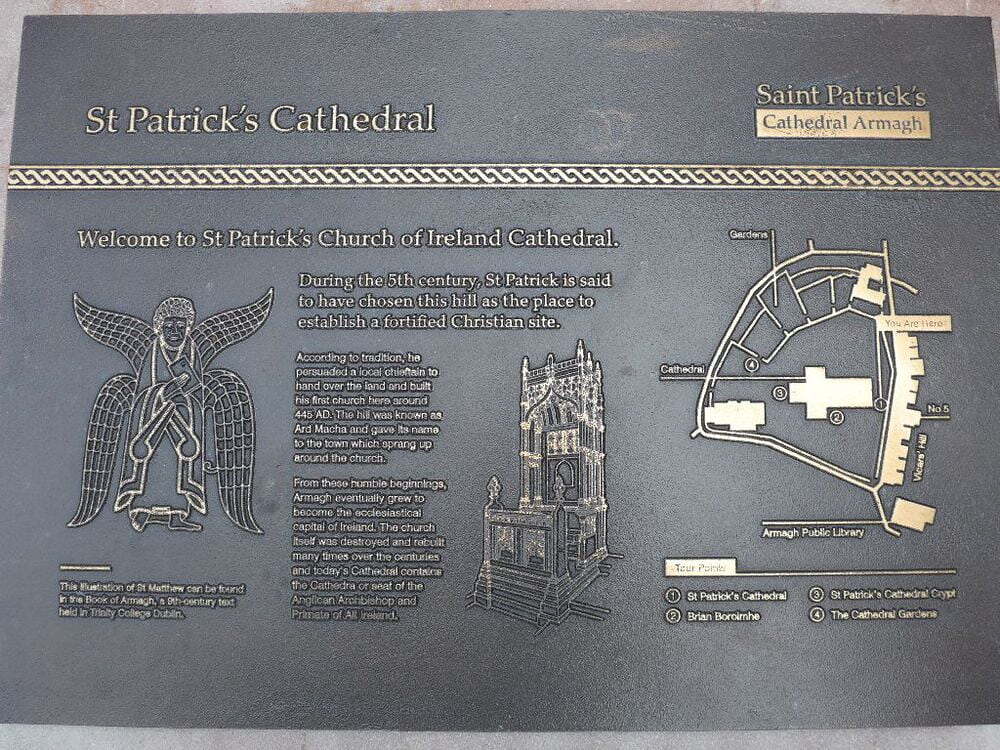 St Patrick's Cathedral
Saint Patrick's
Cathedral Armagh
Welcome to St Patrick's Church of Ireland Cathedral.
During the 5th century, St Patrick is said
to have chosen this hill as the place to
establish a fortified Christian site.
According to tradition, he
persuaded a local chieftain to
hand over the land and built
his first church here around
445 AD. The hill was known as
Ard Macha and gave its name
to the town which sprang up
around the church.
From these humble beginnings,
Armagh eventually grew to
become the ecclesiastical
capital of Ireland. The church
itself was destroyed and rebuilt
many times over the centuries
and today's Cathedral contains
the Cathedra or seat of the
Anglican Archbishop and
Primate of All Ireland.
This illustration of St Matthew can be found
in the Book of Armagh, a 9th-century text
held in Trinity College Dublin.
Gardens
You Are Here
Cathedral
4
3
2
1
No 5
Vicars' Hill
Armagh Public Library
Tour Points
1 St Patrick's Cathedral
2 Brian Boroimhe
3 St Patrick's Cathedral Crypt
4 The Cathedral Gardens